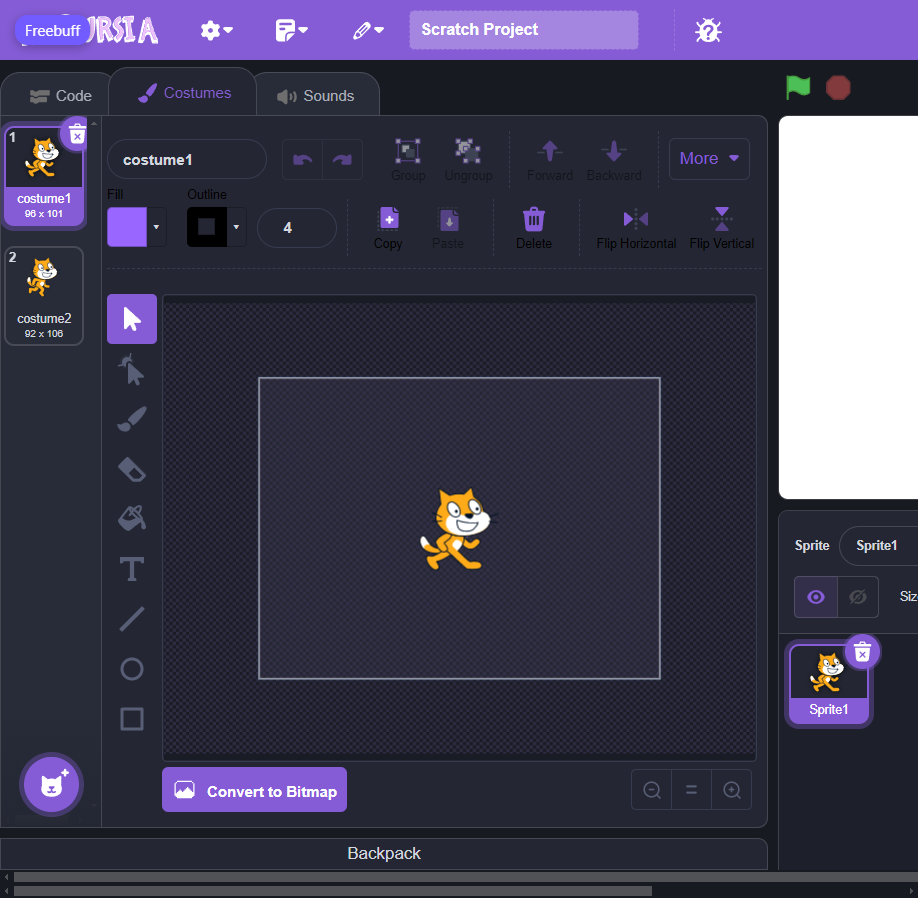 Freebuff
Scratch Project
Code
Costumes
Sounds
1
costume1
96 x 101
2
costume2
92 x 106
costume1
Group
Ungroup
Forward
Backward
More
Fill
Outline
4
Copy
Paste
Delete
Flip Horizontal
Flip Vertical
Convert to Bitmap
Backpack
Sprite
Sprite1
Siz
Sprite1